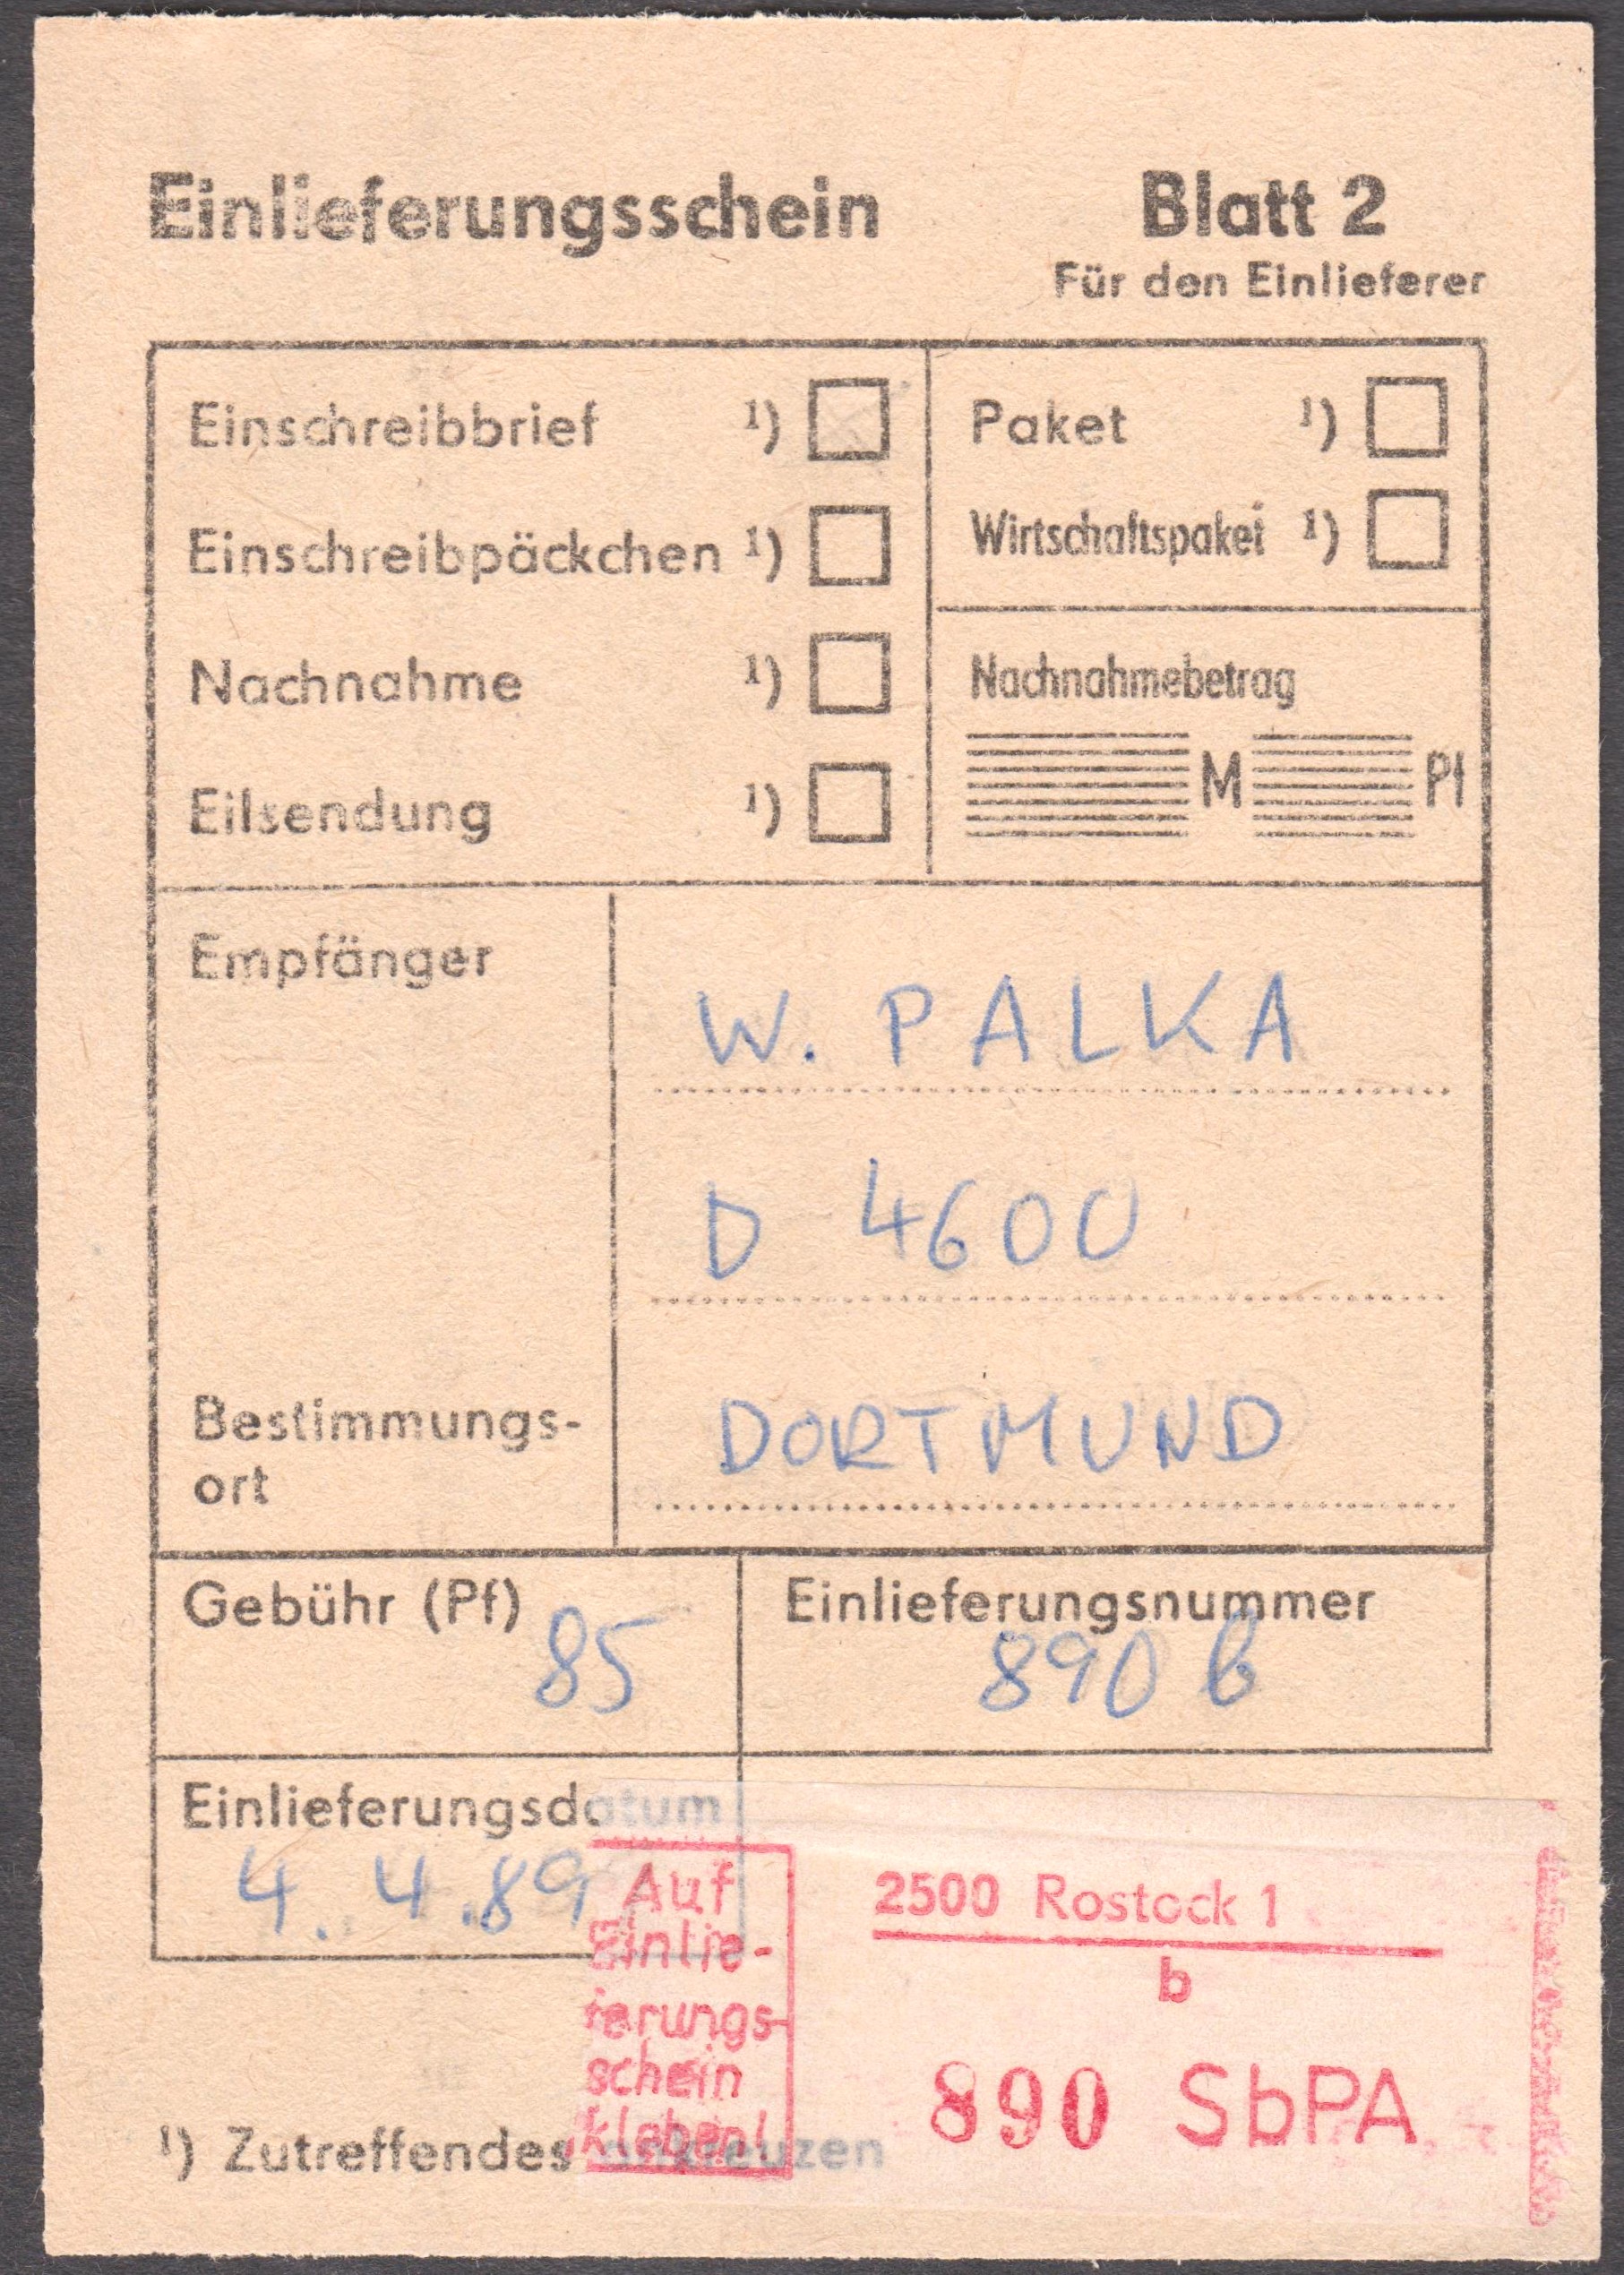 Einlieferungsschein
Blatt 2
Für den Einlieferer
Einschreibbrief ¹)
Paket ¹)
Einschreibpäckchen ¹)
Wirtschaftspaket ¹)
Nachnahme ¹)
Nachnahmebetrag
M Pf
Eilsendung ¹)
Empfänger
W. PALKA
D 4600
Bestimmungs-
ort
DORTMUND
Gebühr (Pf)
85
Einlieferungsnummer
890 b
Einlieferungsdatum
4. 4.89
Auf
Einlie-
ferungs-
schein
kleben!
2500 Rostock 1
b
890 SbPA
¹) Zutreffendes ankreuzen